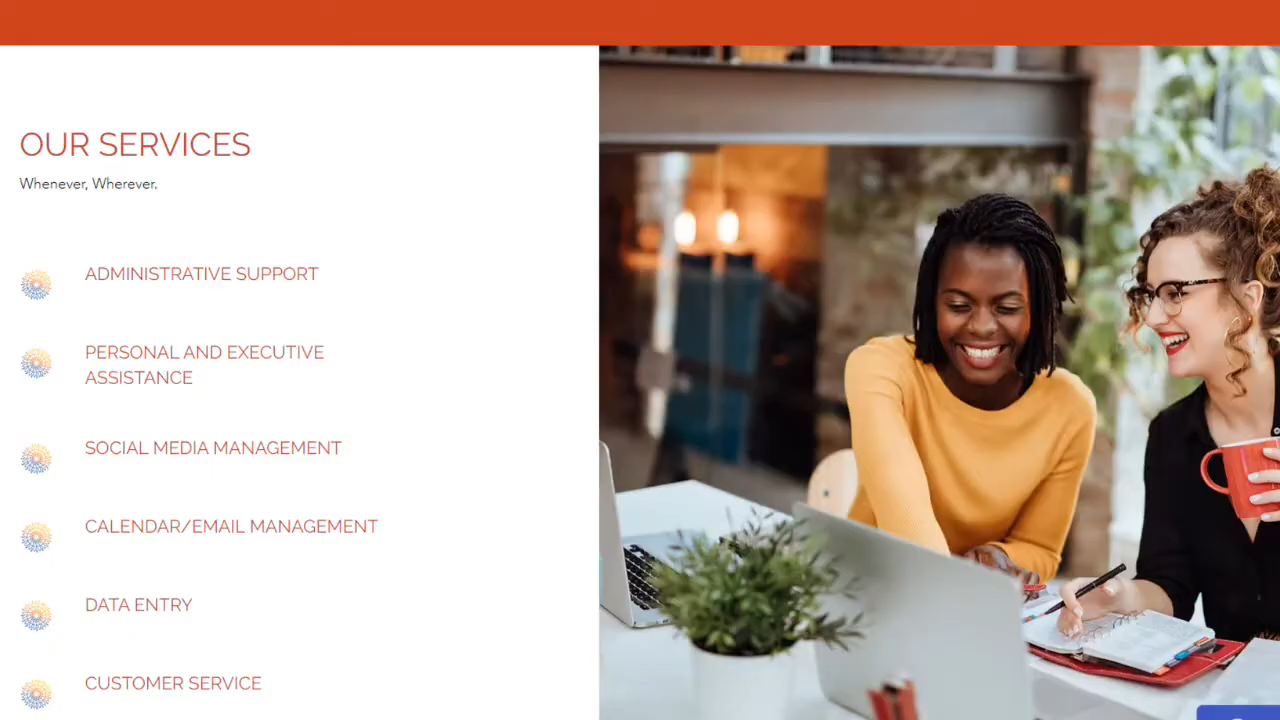 OUR SERVICES
Whenever, Wherever.
ADMINISTRATIVE SUPPORT
PERSONAL AND EXECUTIVE
ASSISTANCE
SOCIAL MEDIA MANAGEMENT
CALENDAR/EMAIL MANAGEMENT
DATA ENTRY
CUSTOMER SERVICE